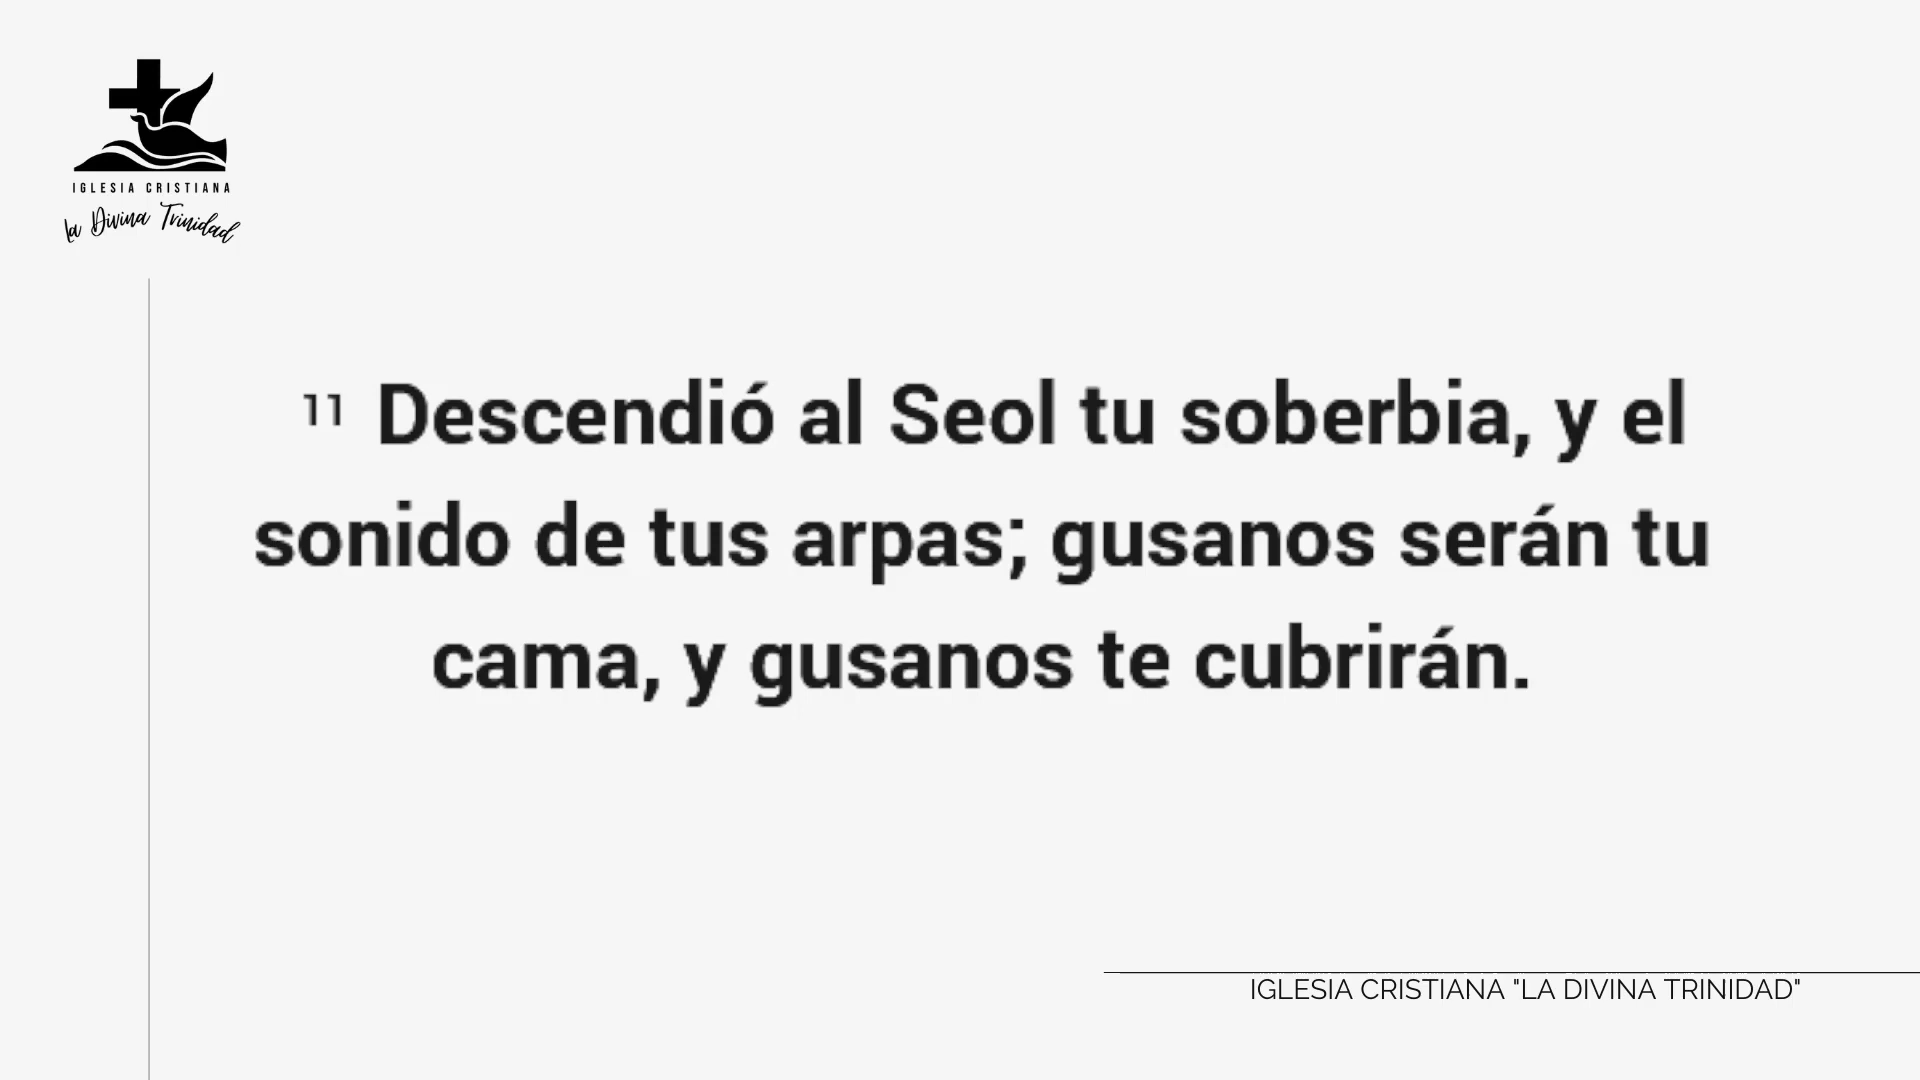 IGLESIA CRISTIANA
La Divina Trinidad
11 Descendió al Seol tu soberbia, y el
sonido de tus arpas; gusanos serán tu
cama, y gusanos te cubrirán.
IGLESIA CRISTIANA "LA DIVINA TRINIDAD"